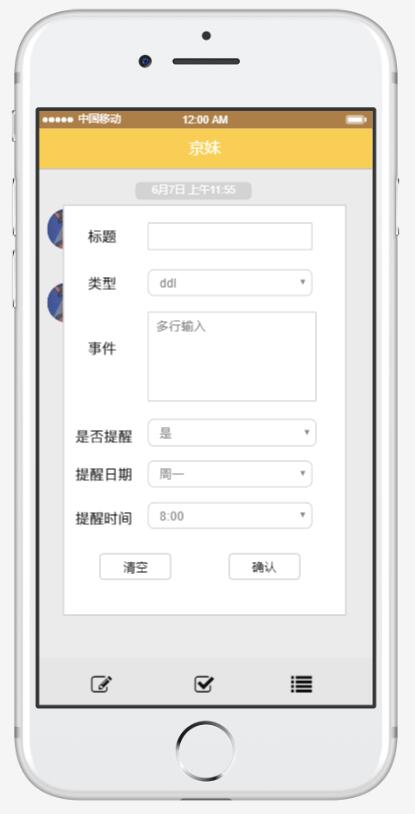 中国移动 12:00 AM
京妹
6月7日 上午11:55
标题
类型 ddl
事件 多行输入
是否提醒 是
提醒日期 周一
提醒时间 8:00
清空 确认